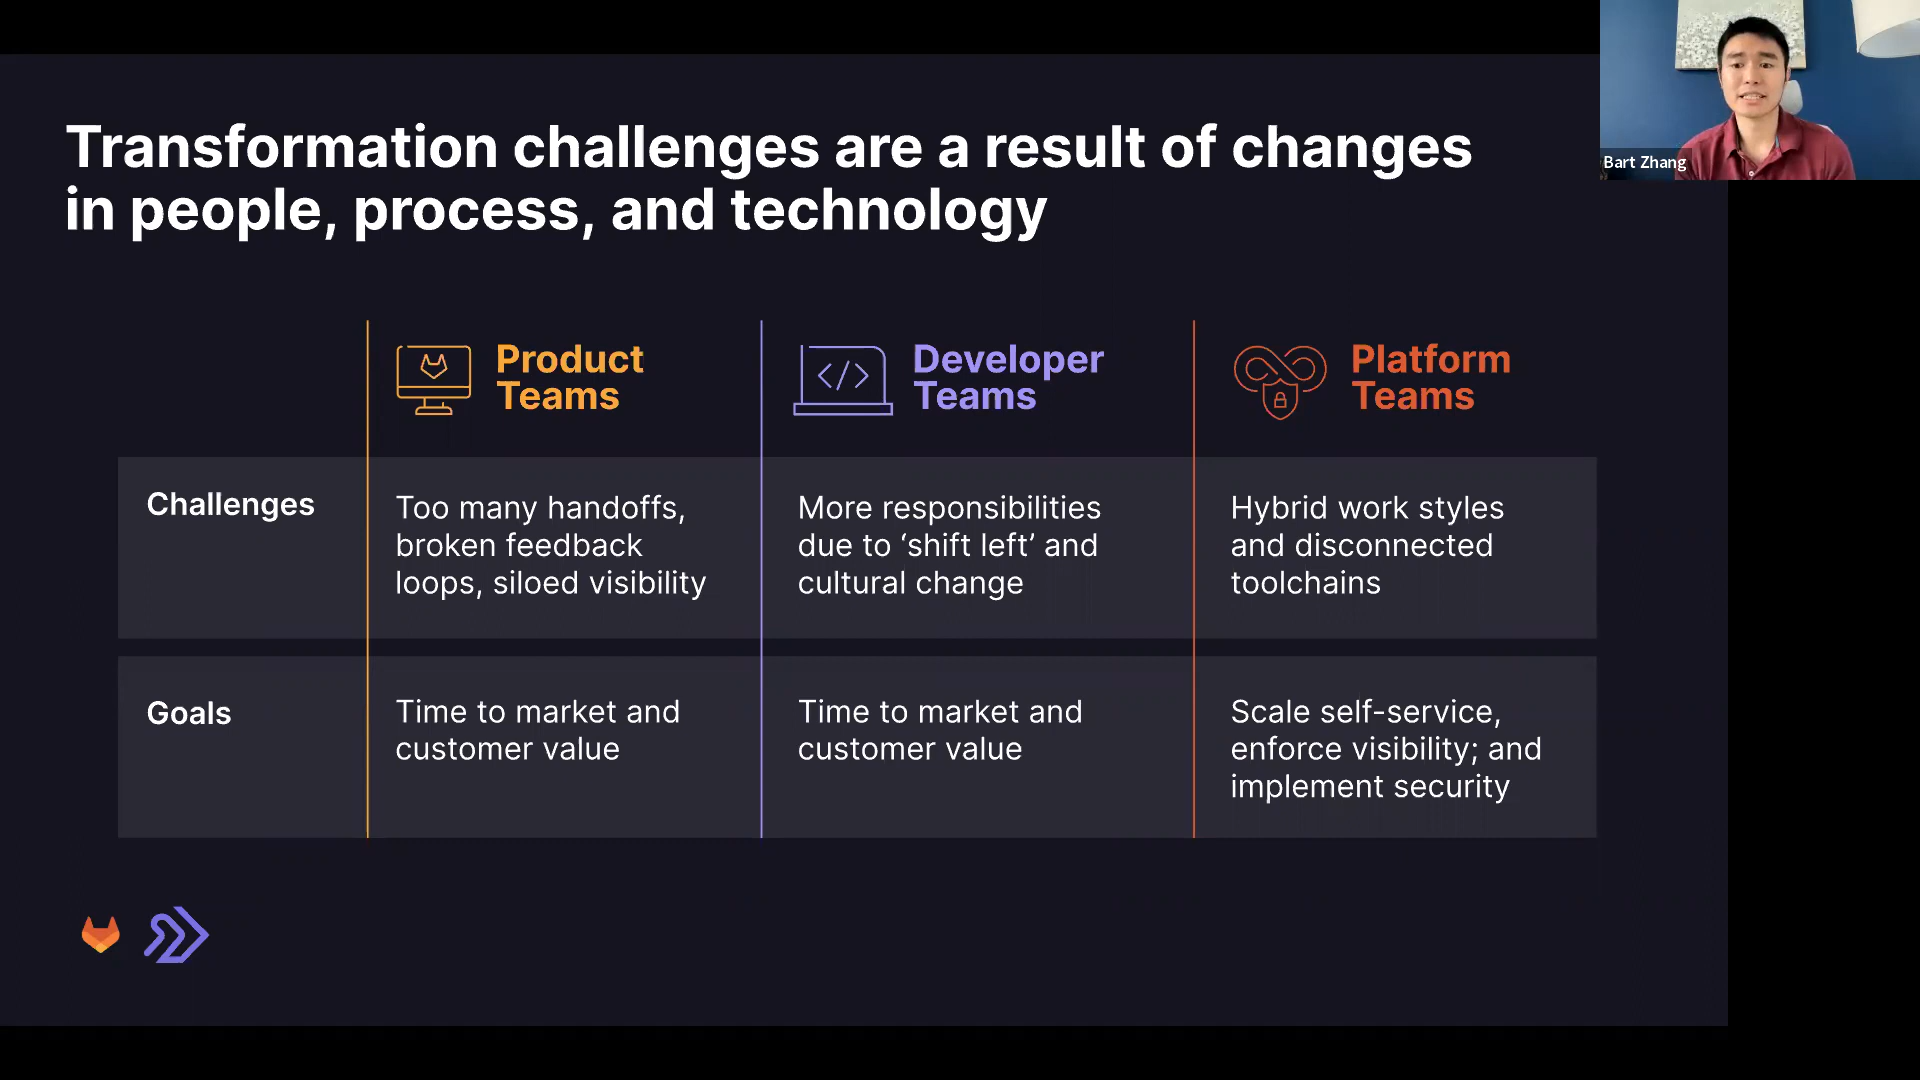 Transformation challenges are a result of changes
in people, process, and technology
Bart Zhang
Product
Teams
Developer
Teams
Platform
Teams
Challenges
Too many handoffs,
broken feedback
loops, siloed visibility
More responsibilities
due to ‘shift left’ and
cultural change
Hybrid work styles
and disconnected
toolchains
Goals
Time to market and
customer value
Time to market and
customer value
Scale self-service,
enforce visibility; and
implement security